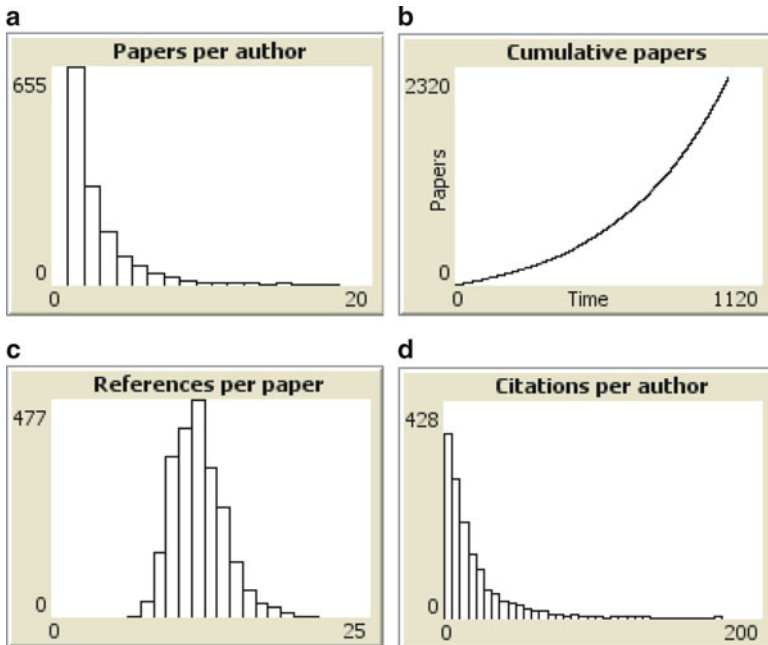 a
Papers per author
655
0
0 20
b
Cumulative papers
2320
Papers
0
0 Time 1120
c
References per paper
477
0
0 25
d
Citations per author
428
0
0 200